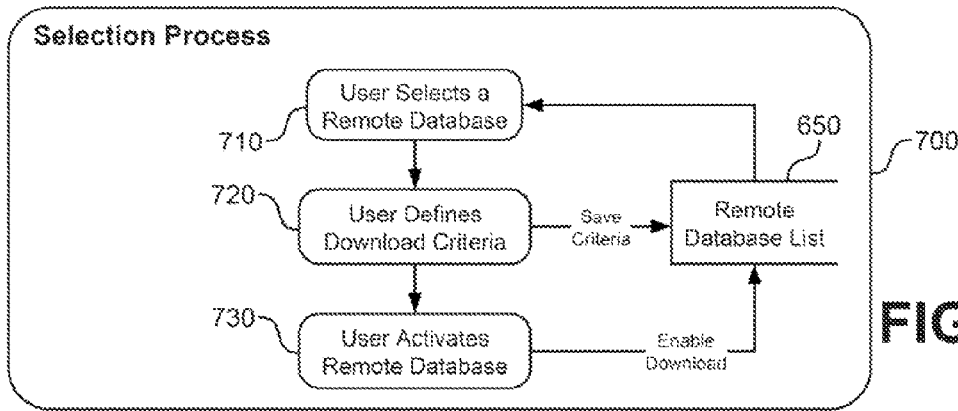 Selection Process
User Selects a
Remote Database
710
650
700
720
User Defines
Download Criteria
Save
Criteria
Remote
Database List
730
User Activates
Remote Database
Enable
Download
FIG